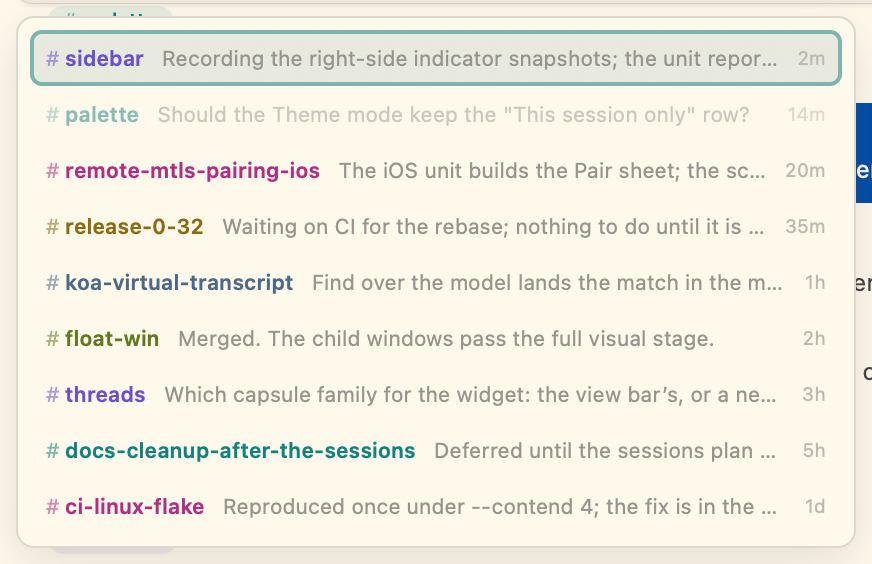 # sidebar Recording the right-side indicator snapshots; the unit repor... 2m
# palette Should the Theme mode keep the "This session only" row? 14m
# remote-mtls-pairing-ios The iOS unit builds the Pair sheet; the sc... 20m
# release-0-32 Waiting on CI for the rebase; nothing to do until it is ... 35m
# koa-virtual-transcript Find over the model lands the match in the m... 1h
# float-win Merged. The child windows pass the full visual stage. 2h
# threads Which capsule family for the widget: the view bar’s, or a ne... 3h
# docs-cleanup-after-the-sessions Deferred until the sessions plan ... 5h
# ci-linux-flake Reproduced once under --contend 4; the fix is in the ... 1d